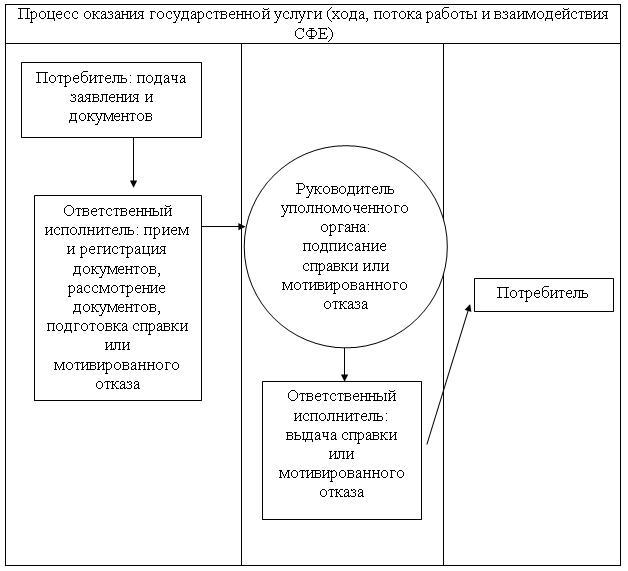 Процесс оказания государственной услуги (хода, потока работы и взаимодействия
СФЕ)
Потребитель: подача
заявления и
документов
Ответственный
исполнитель: прием
и регистрация
документов,
рассмотрение
документов,
подготовка справки
или
мотивированного
отказа
Руководитель
уполномоченного
органа:
подписание
справки или
мотивированного
отказа
Ответственный
исполнитель:
выдача справки
или
мотивированного
отказа
Потребитель